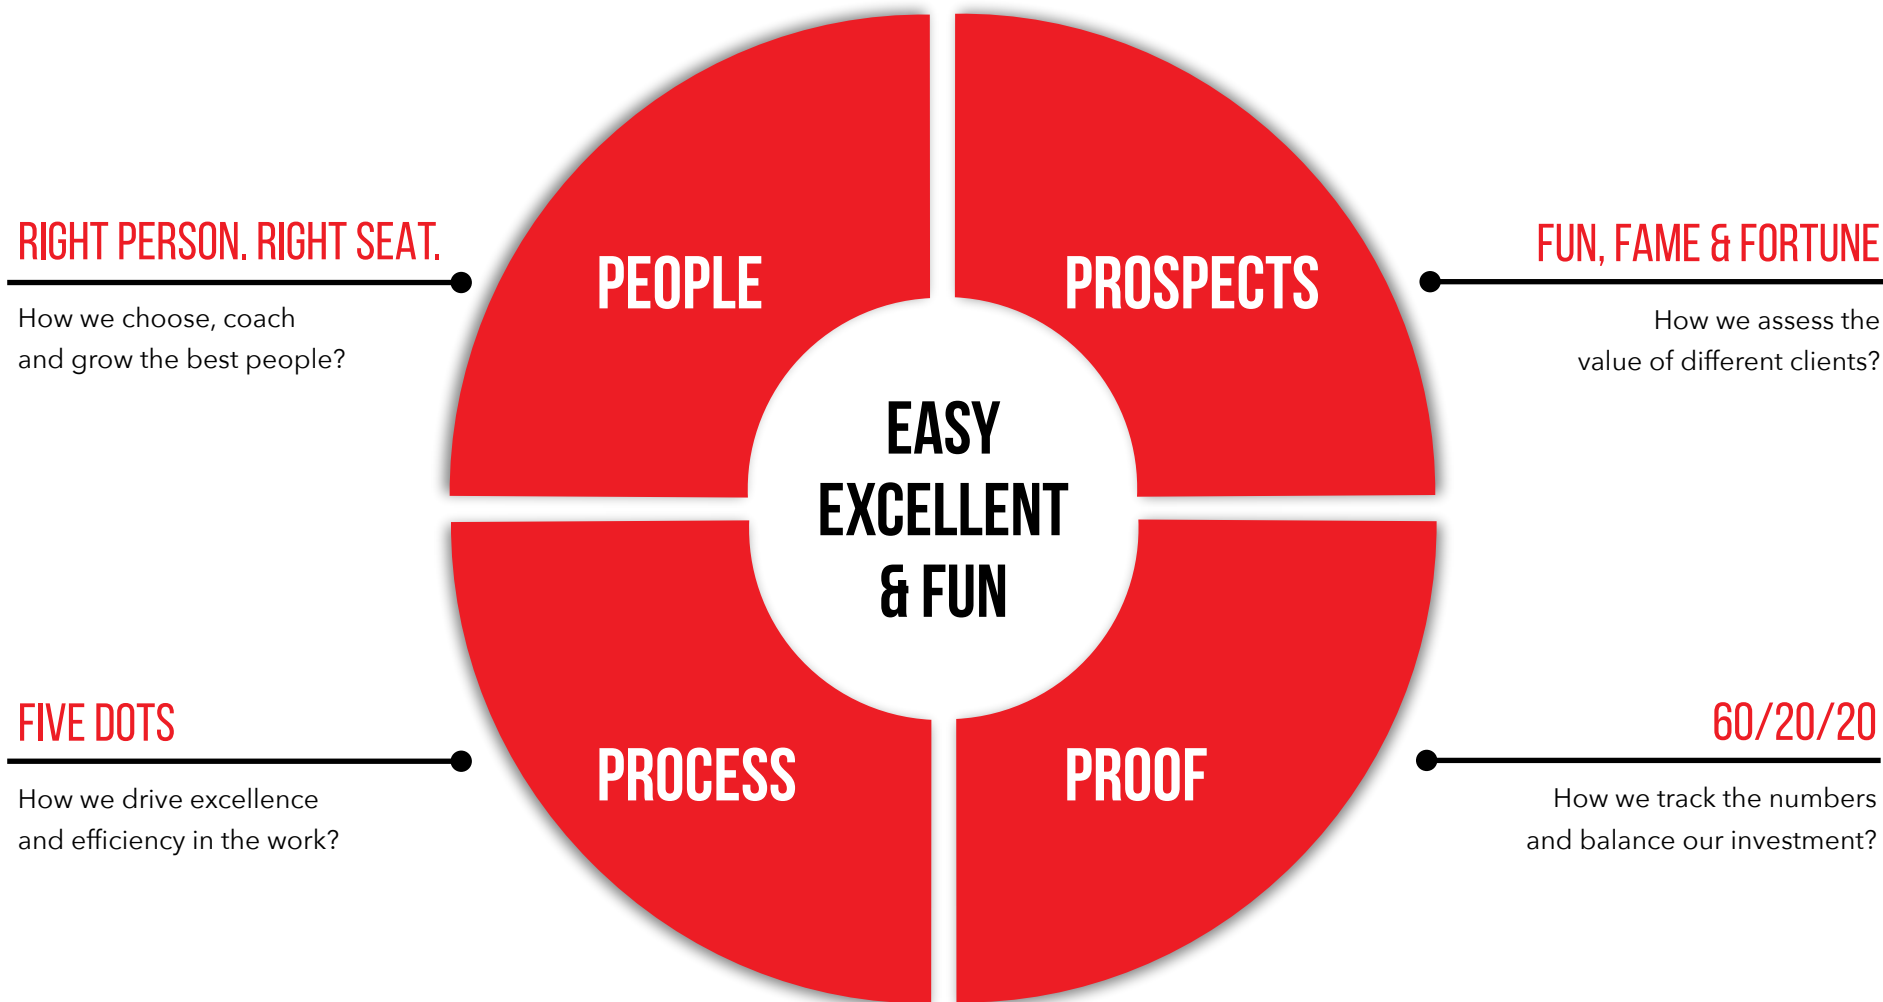 RIGHT PERSON. RIGHT SEAT.
How we choose, coach
and grow the best people?
PEOPLE
PROSPECTS
FUN, FAME & FORTUNE
How we assess the
value of different clients?
EASY
EXCELLENT
& FUN
FIVE DOTS
How we drive excellence
and efficiency in the work?
PROCESS
PROOF
60/20/20
How we track the numbers
and balance our investment?